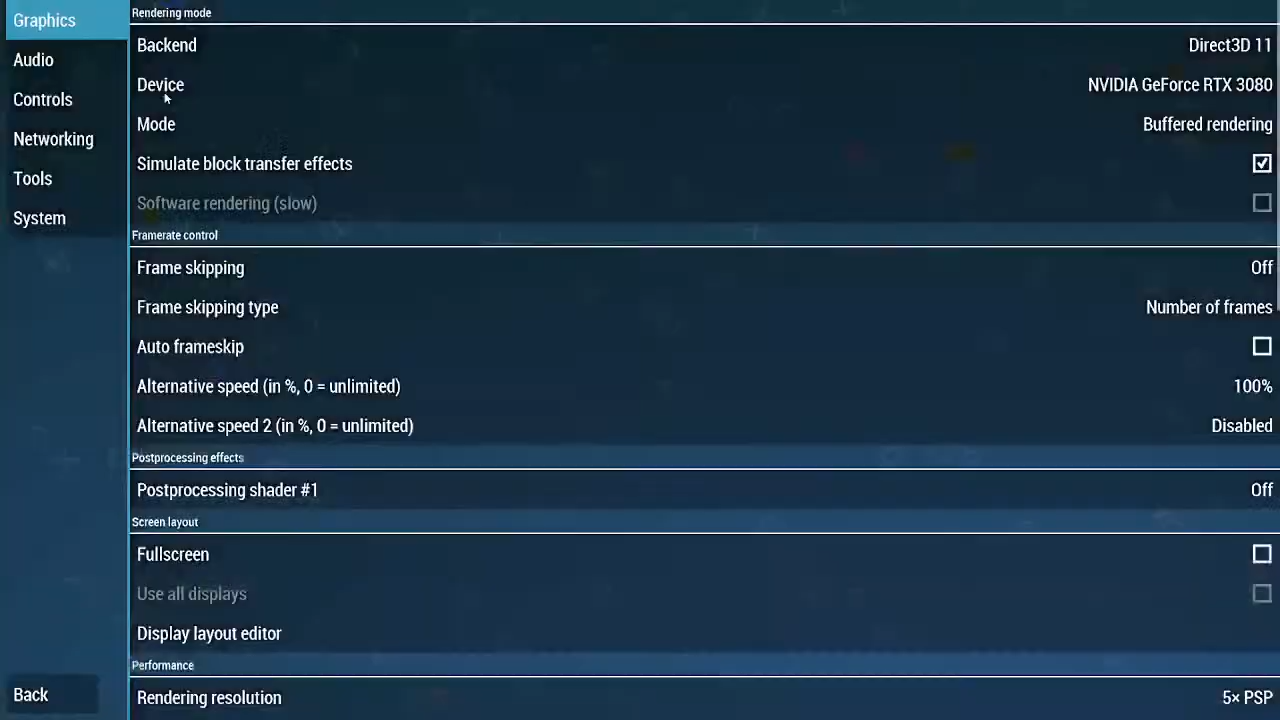 Graphics
Audio
Controls
Networking
Tools
System
Back
Rendering mode
Backend Direct3D 11
Device NVIDIA GeForce RTX 3080
Mode Buffered rendering
Simulate block transfer effects
Software rendering (slow)
Framerate control
Frame skipping Off
Frame skipping type Number of frames
Auto frameskip
Alternative speed (in %, 0 = unlimited) 100%
Alternative speed 2 (in %, 0 = unlimited) Disabled
Postprocessing effects
Postprocessing shader #1 Off
Screen layout
Fullscreen
Use all displays
Display layout editor
Performance
Rendering resolution 5× PSP